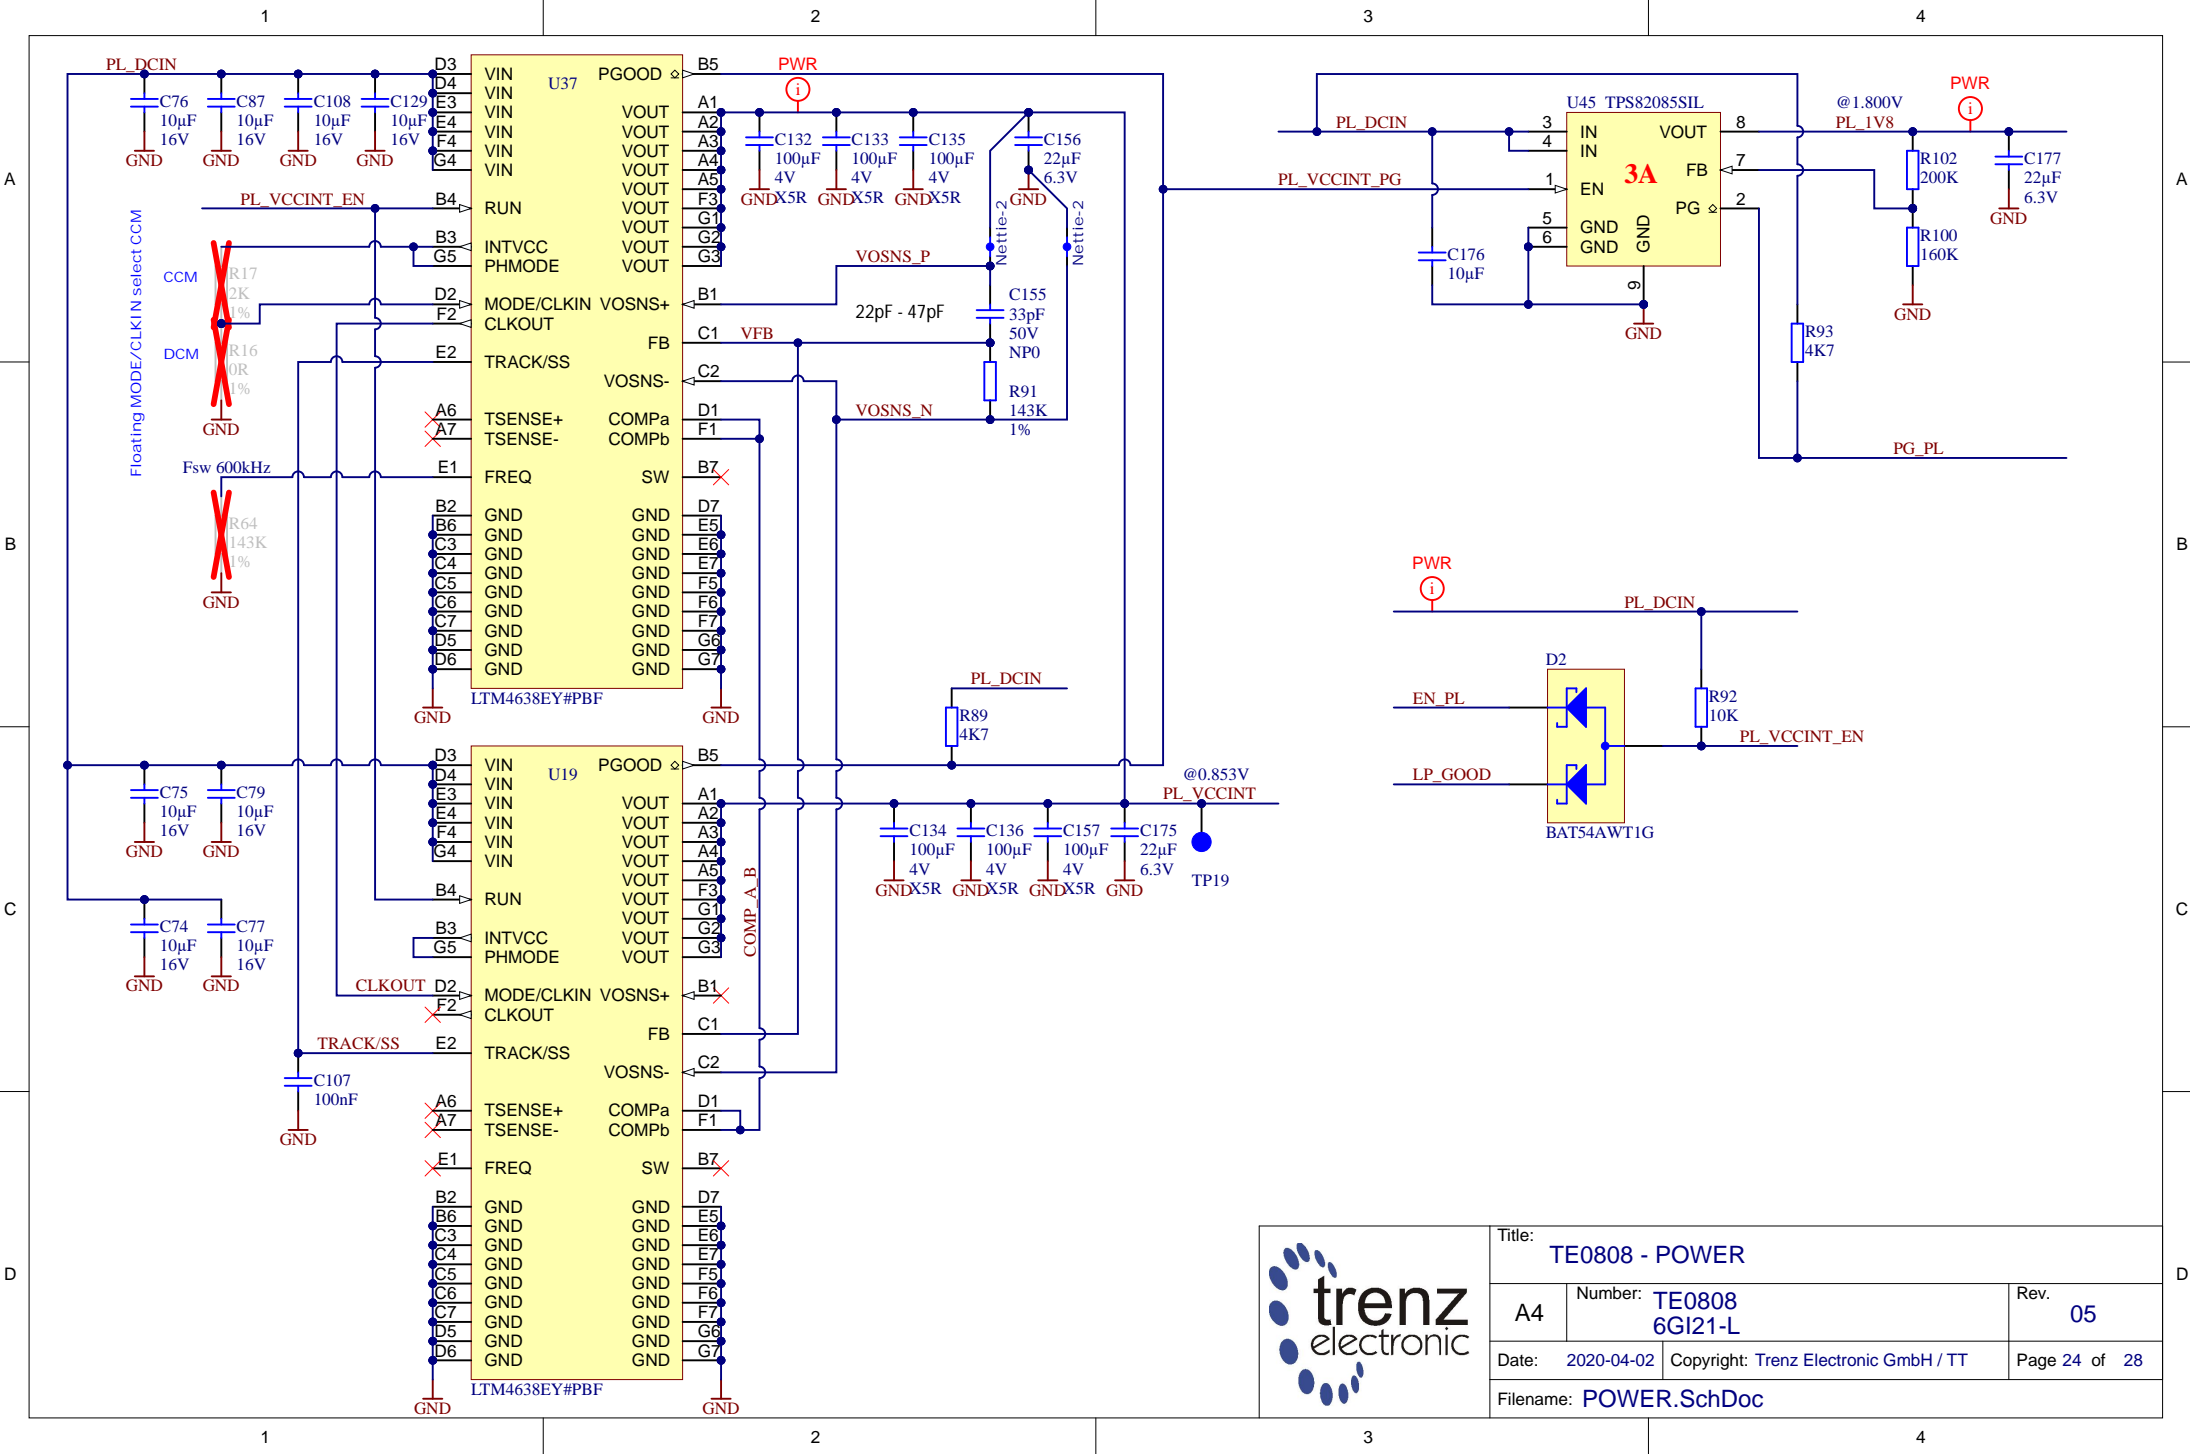 1
2
3
4
A
B
C
D
A
B
C
D
1
2
3
4
PL_DCIN
C76
10µF
16V
GND
C87
10µF
16V
GND
C108
10µF
16V
GND
C129
10µF
16V
GND
PL_VCCINT_EN
Floating MODE/CLKIN select CCM
CCM
R17
2K
1%
DCM
R16
0R
1%
GND
Fsw 600kHz
R64
143K
1%
GND
U37
D3 VIN
D4 VIN
E3 VIN
E4 VIN
F4 VIN
G4 VIN
B4 RUN
B3 INTVCC
G5 PHMODE
D2 MODE/CLKIN
F2 CLKOUT
E2 TRACK/SS
A6 TSENSE+
A7 TSENSE-
E1 FREQ
B2 GND
B6 GND
C3 GND
C4 GND
C5 GND
C6 GND
C7 GND
D5 GND
D6 GND
PGOOD B5
VOUT A1
VOUT A2
VOUT A3
VOUT A4
VOUT A5
VOUT F3
VOUT G1
VOUT G2
VOUT G3
VOSNS+ B1
FB C1
VOSNS- C2
COMPa D1
COMPb F1
SW B7
GND D7
GND E5
GND E6
GND E7
GND F5
GND F6
GND F7
GND G6
GND G7
LTM4638EY#PBF
GND
GND
PWR
i
C132
100µF
4V
X5R
GND
C133
100µF
4V
X5R
GND
C135
100µF
4V
X5R
GND
C156
22µF
6.3V
GND
Nettie-2
Nettie-2
VOSNS_P
22pF - 47pF
C155
33pF
50V
NP0
VFB
R91
143K
1%
VOSNS_N
PL_DCIN
R89
4K7
PL_DCIN
U45 TPS82085SIL
3 IN
4 IN
1 EN
5 GND
6 GND
GND
9
3A
VOUT 8
FB 7
PG 2
PL_VCCINT_PG
C176
10µF
GND
@1.800V
PWR
i
PL_1V8
R102
200K
C177
22µF
6.3V
GND
R100
160K
GND
R93
4K7
PG_PL
PWR
i
PL_DCIN
D2
EN_PL
LP_GOOD
R92
10K
PL_VCCINT_EN
BAT54AWT1G
C75
10µF
16V
GND
C79
10µF
16V
GND
C74
10µF
16V
GND
C77
10µF
16V
GND
CLKOUT
TRACK/SS
C107
100nF
GND
U19
D3 VIN
D4 VIN
E3 VIN
E4 VIN
F4 VIN
G4 VIN
B4 RUN
B3 INTVCC
G5 PHMODE
D2 MODE/CLKIN
F2 CLKOUT
E2 TRACK/SS
A6 TSENSE+
A7 TSENSE-
E1 FREQ
B2 GND
B6 GND
C3 GND
C4 GND
C5 GND
C6 GND
C7 GND
D5 GND
D6 GND
PGOOD B5
VOUT A1
VOUT A2
VOUT A3
VOUT A4
VOUT A5
VOUT F3
VOUT G1
VOUT G2
VOUT G3
VOSNS+ B1
FB C1
VOSNS- C2
COMPa D1
COMPb F1
SW B7
GND D7
GND E5
GND E6
GND E7
GND F5
GND F6
GND F7
GND G6
GND G7
LTM4638EY#PBF
GND
GND
COMP_A_B
@0.853V
PL_VCCINT
C134
100µF
4V
X5R
GND
C136
100µF
4V
X5R
GND
C157
100µF
4V
X5R
GND
C175
22µF
6.3V
GND
TP19
trenz
electronic
Title:
TE0808 - POWER
A4
Number: TE0808
6GI21-L
Rev.
05
Date: 2020-04-02
Copyright: Trenz Electronic GmbH / TT
Page 24 of 28
Filename: POWER.SchDoc